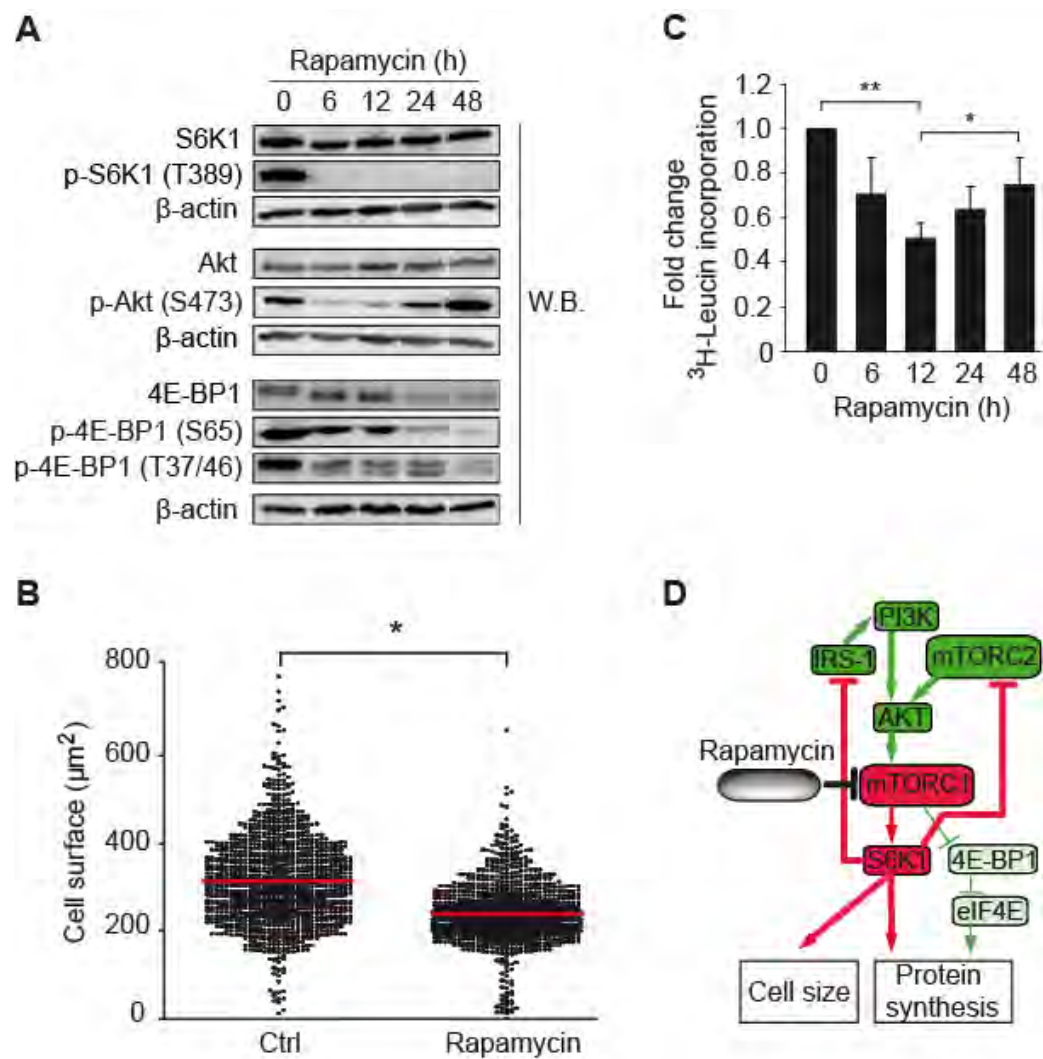 A
Rapamycin (h)
0 6 12 24 48
S6K1
p-S6K1 (T389)
β-actin
Akt
p-Akt (S473)
β-actin
4E-BP1
p-4E-BP1 (S65)
p-4E-BP1 (T37/46)
β-actin
W.B.
B
*
Cell surface (µm²)
800
600
400
200
0
Ctrl Rapamycin
C
Fold change
³H-Leucin incorporation
1.2
1.0
0.8
0.6
0.4
0.2
0
**
*
0 6 12 24 48
Rapamycin (h)
D
PI3K
IRS-1
mTORC2
AKT
Rapamycin
mTORC1
S6K1
4E-BP1
eIF4E
Cell size
Protein
synthesis